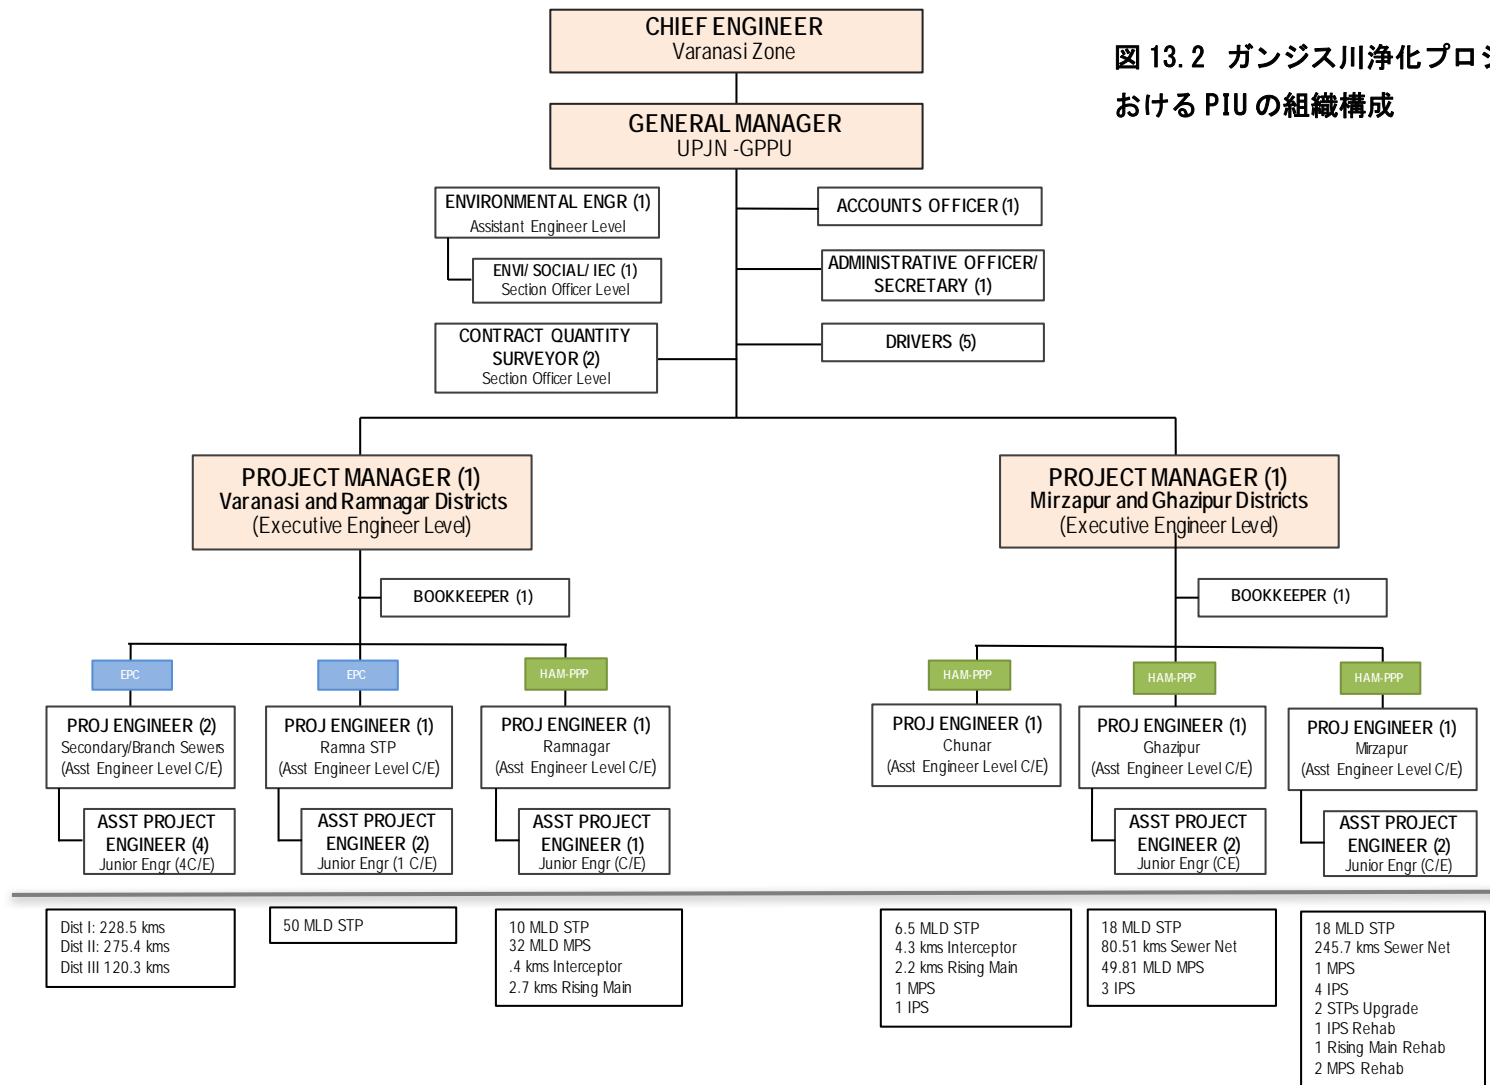 CHIEF ENGINEER
Varanasi Zone
図 13.2 ガンジス川浄化プロジ
おける PIU の組織構成
GENERAL MANAGER
UPJN -GPPU
ENVIRONMENTAL ENGR (1)
Assistant Engineer Level
ACCOUNTS OFFICER (1)
ENVI/ SOCIAL/ IEC (1)
Section Officer Level
ADMINISTRATIVE OFFICER/
SECRETARY (1)
CONTRACT QUANTITY
SURVEYOR (2)
Section Officer Level
DRIVERS (5)
PROJECT MANAGER (1)
Varanasi and Ramnagar Districts
(Executive Engineer Level)
PROJECT MANAGER (1)
Mirzapur and Ghazipur Districts
(Executive Engineer Level)
BOOKKEEPER (1)
BOOKKEEPER (1)
EPC
EPC
HAM-PPP
HAM-PPP
HAM-PPP
HAM-PPP
PROJ ENGINEER (2)
Secondary/Branch Sewers
(Asst Engineer Level C/E)
PROJ ENGINEER (1)
Ramna STP
(Asst Engineer Level C/E)
PROJ ENGINEER (1)
Ramnagar
(Asst Engineer Level C/E)
PROJ ENGINEER (1)
Chunar
(Asst Engineer Level C/E)
PROJ ENGINEER (1)
Ghazipur
(Asst Engineer Level C/E)
PROJ ENGINEER (1)
Mirzapur
(Asst Engineer Level C/E)
ASST PROJECT
ENGINEER (4)
Junior Engr (4C/E)
ASST PROJECT
ENGINEER (2)
Junior Engr (1 C/E)
ASST PROJECT
ENGINEER (1)
Junior Engr (C/E)
ASST PROJECT
ENGINEER (2)
Junior Engr (CE)
ASST PROJECT
ENGINEER (2)
Junior Engr (C/E)
Dist I: 228.5 kms
Dist II: 275.4 kms
Dist III 120.3 kms
50 MLD STP
10 MLD STP
32 MLD MPS
.4 kms Interceptor
2.7 kms Rising Main
6.5 MLD STP
4.3 kms Interceptor
2.2 kms Rising Main
1 MPS
1 IPS
18 MLD STP
80.51 kms Sewer Net
49.81 MLD MPS
3 IPS
18 MLD STP
245.7 kms Sewer Net
1 MPS
4 IPS
2 STPs Upgrade
1 IPS Rehab
1 Rising Main Rehab
2 MPS Rehab